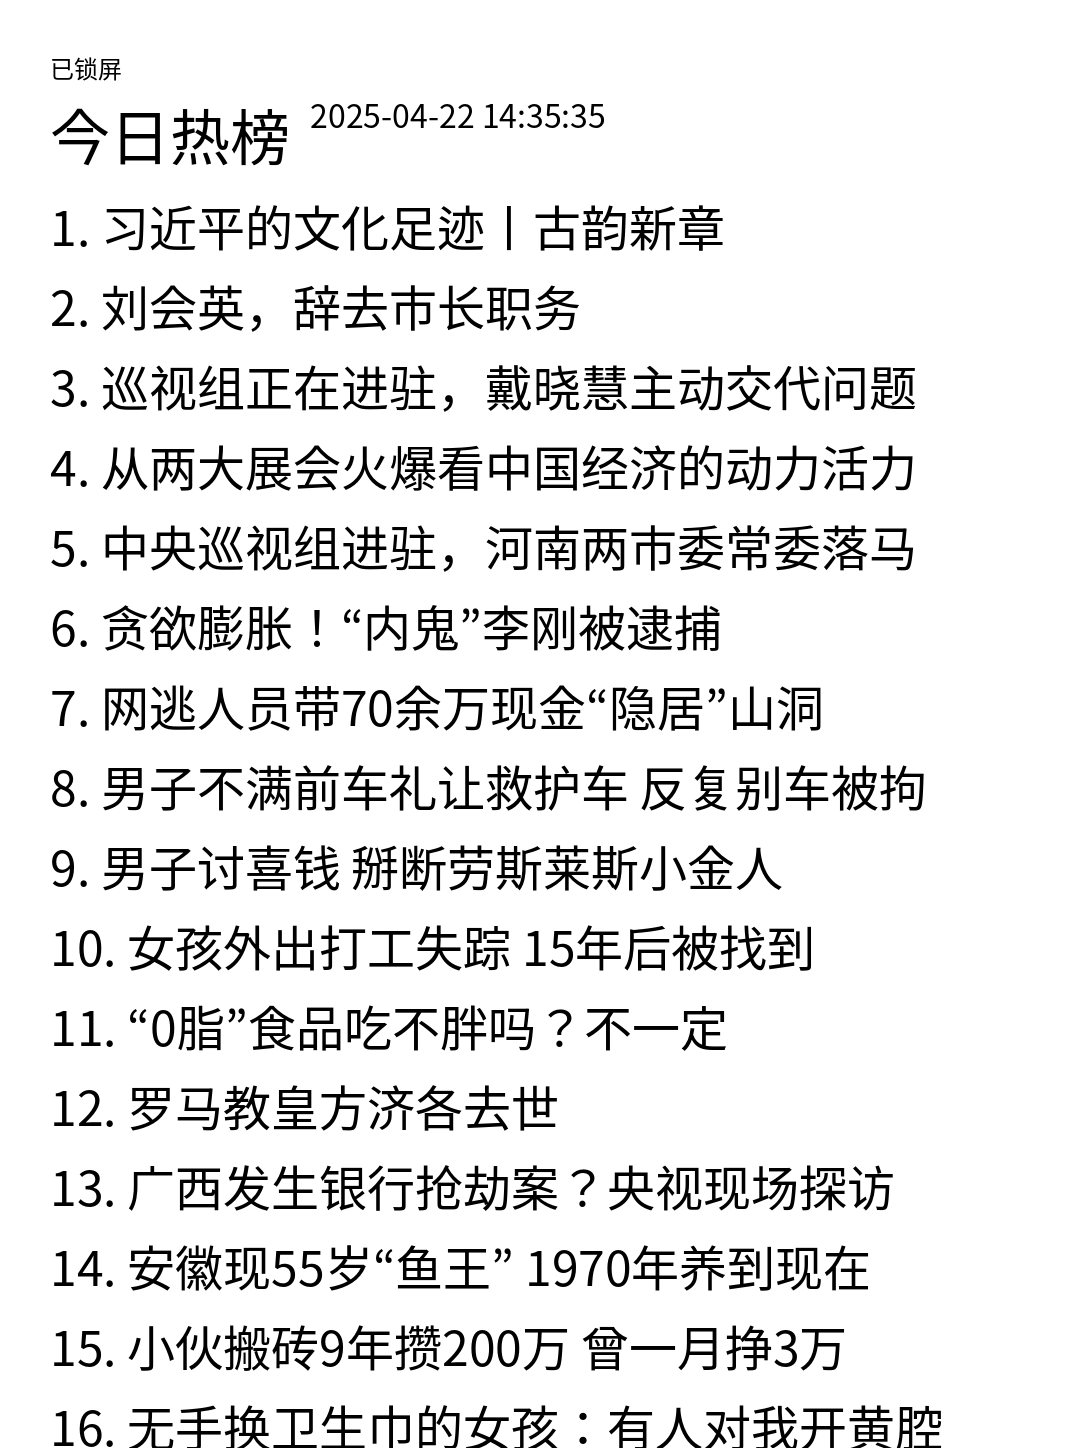 已锁屏
今日热榜 2025-04-22 14:35:35
1. 习近平的文化足迹丨古韵新章
2. 刘会英，辞去市长职务
3. 巡视组正在进驻，戴晓慧主动交代问题
4. 从两大展会火爆看中国经济的动力活力
5. 中央巡视组进驻，河南两市委常委落马
6. 贪欲膨胀！“内鬼”李刚被逮捕
7. 网逃人员带70余万现金“隐居”山洞
8. 男子不满前车礼让救护车 反复别车被拘
9. 男子讨喜钱 掰断劳斯莱斯小金人
10. 女孩外出打工失踪 15年后被找到
11. “0脂”食品吃不胖吗？不一定
12. 罗马教皇方济各去世
13. 广西发生银行抢劫案？央视现场探访
14. 安徽现55岁“鱼王” 1970年养到现在
15. 小伙搬砖9年攒200万 曾一月挣3万
16. 无手换卫生巾的女孩：有人对我开黄腔